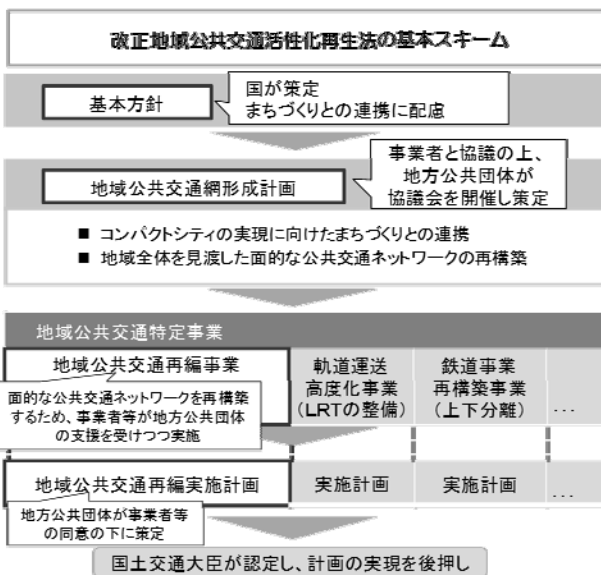 改正地域公共交通活性化再生法の基本スキーム
基本方針
国が策定
まちづくりとの連携に配慮
地域公共交通網形成計画
事業者と協議の上、
地方公共団体が
協議会を開催し策定
■ コンパクトシティの実現に向けたまちづくりとの連携
■ 地域全体を見渡した面的な公共交通ネットワークの再構築
地域公共交通特定事業
地域公共交通再編事業
面的な公共交通ネットワークを再構築
するため、事業者等が地方公共団体
の支援を受けつつ実施
軌道運送
高度化事業
(LRTの整備)
鉄道事業
再構築事業
(上下分離)
...
地域公共交通再編実施計画
地方公共団体が事業者等
の同意の下に策定
実施計画
実施計画
...
国土交通大臣が認定し、計画の実現を後押し